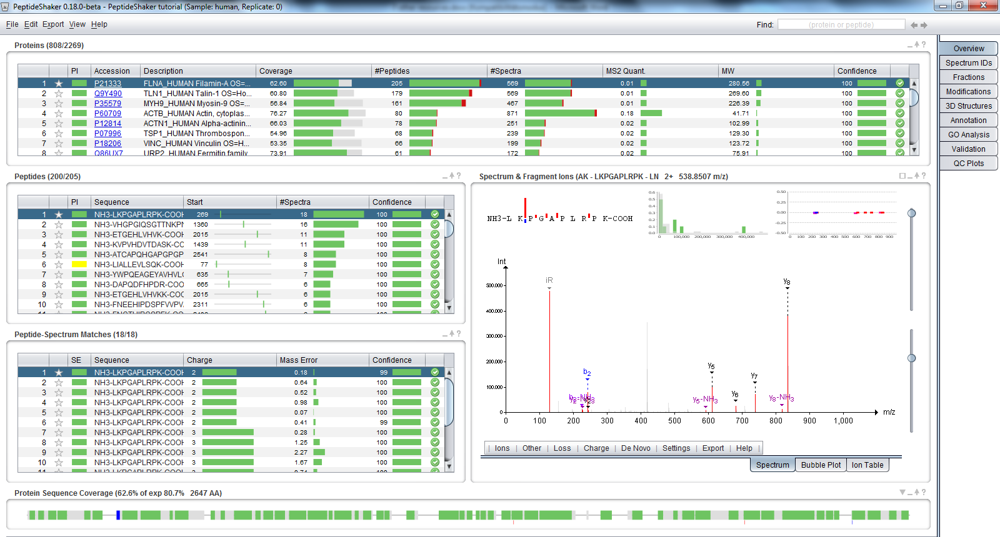 PeptideShaker 0.18.0-beta - PeptideShaker tutorial (Sample: human, Replicate: 0)
File Edit Export View Help
Find: (protein or peptide)
Proteins (808/2269)
PI Accession Description Coverage #Peptides #Spectra MS2 Quant. MW Confidence
1 P21333 FLNA_HUMAN Filamin-A OS=... 62.60 205 569 0.01 280.56 100
2 Q9Y490 TLN1_HUMAN Talin-1 OS=Ho... 60.80 179 569 0.01 269.60 100
3 P35579 MYH9_HUMAN Myosin-9 OS=... 56.84 161 467 0.01 226.39 100
4 P60709 ACTB_HUMAN Actin, cytoplas... 76.27 80 871 0.18 41.71 100
5 P12814 ACTN1_HUMAN Alpha-actinin... 66.03 78 251 0.02 102.99 100
6 P07996 TSP1_HUMAN Thrombospon... 54.96 68 239 0.02 129.30 100
7 P18206 VINC_HUMAN Vinculin OS=H... 53.35 66 199 0.02 123.72 100
8 Q86UX7 URP2_HUMAN Fermitin family 73.91 61 172 0.02 75.91 100
Overview
Spectrum IDs
Fractions
Modifications
3D Structures
Annotation
GO Analysis
Validation
QC Plots
Peptides (200/205)
PI Sequence Start #Spectra Confidence
1 NH3-LKPGAPLRPK-COOH 269 18 100
2 NH3-VHGPGIQSGTTNKPN 1360 16 100
3 NH3-ETGEHLVHVK-COOH 2015 11 100
4 NH3-KVPVHDVTDASK-CO 1439 11 100
5 NH3-ATCAPQHGAPGPGP 2541 8 100
6 NH3-LIALLEVLSQK-COOH 77 8 100
7 NH3-YWPQEAGEYAVHVLC 635 7 100
8 NH3-DAPQDFHPDR-COO 665 6 100
9 NH3-ETGEHLVHVKK-COO 2015 6 100
10 NH3-FNEEHIPDSPFVVPV. 2311 6 100
Spectrum & Fragment Ions (AK - LKPGAPLRPK - LN 2+ 538.8507 m/z)
NH3-L K P G A P L R P K-COOH
0.6
0.5
0.4
0.3
0.2
0.1
0.0
0 100,000 200,000 300,000 400,000
0.50
0.25
0.00
-0.25
-0.50
0 100 200 300 400 500 600 700 800 900
Int
500,000
400,000
300,000
200,000
100,000
0
iR
b2
y5
y5-NH3
y6
y7
y8-NH3
y8
0 100 200 300 400 500 600 700 800 900 1,000
m/z
Ions Other Loss Charge De Novo Settings Export Help
Spectrum Bubble Plot Ion Table
Peptide-Spectrum Matches (18/18)
SE Sequence Charge Mass Error Confidence
1 NH3-LKPGAPLRPK-COOH 2 0.18 99
2 NH3-LKPGAPLRPK-COOH 2 0.64 100
3 NH3-LKPGAPLRPK-COOH 2 0.52 100
4 NH3-LKPGAPLRPK-COOH 2 0.98 100
5 NH3-LKPGAPLRPK-COOH 2 0.07 100
6 NH3-LKPGAPLRPK-COOH 2 0.41 99
7 NH3-LKPGAPLRPK-COOH 3 0.28 100
8 NH3-LKPGAPLRPK-COOH 3 1.25 100
9 NH3-LKPGAPLRPK-COOH 3 2.27 100
10 NH3-LKPGAPLRPK-COOH 3 1.67 100
11 NH3-LKPGAPLRPK-COOH 3 0.74 100
Protein Sequence Coverage (62.6% of exp 80.7% 2647 AA)